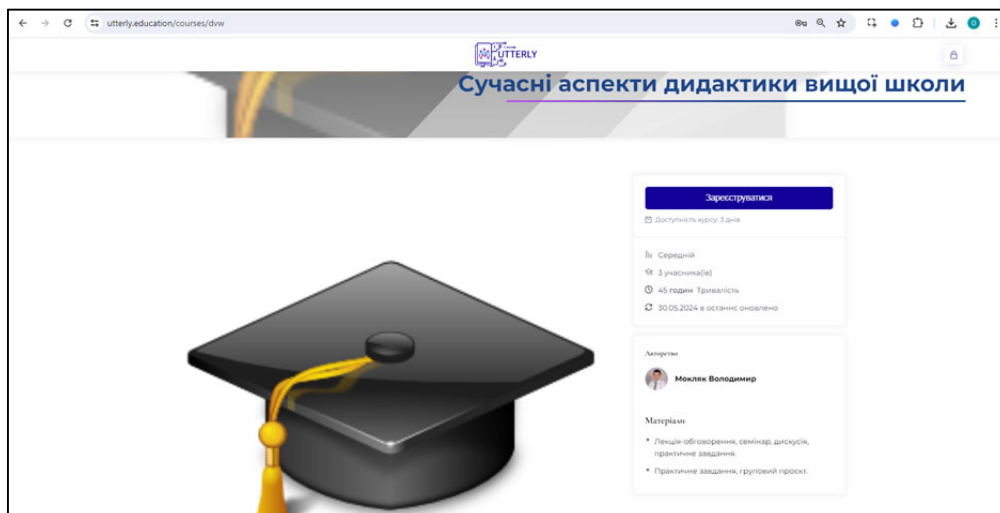 utterly.education/courses/dvw
UTTERLY
Сучасні аспекти дидактики вищої школи
Зареєструватися
Доступність курсу: 3 днів
Середній
3 учасника(ів)
45 годин Тривалість
30.05.2024 в останнє оновлено
Авторство
Мокляк Володимир
Матеріали
• Лекція-обговорення, семінар, дискусія,
практичне завдання.
• Практичне завдання, груповий проєкт.